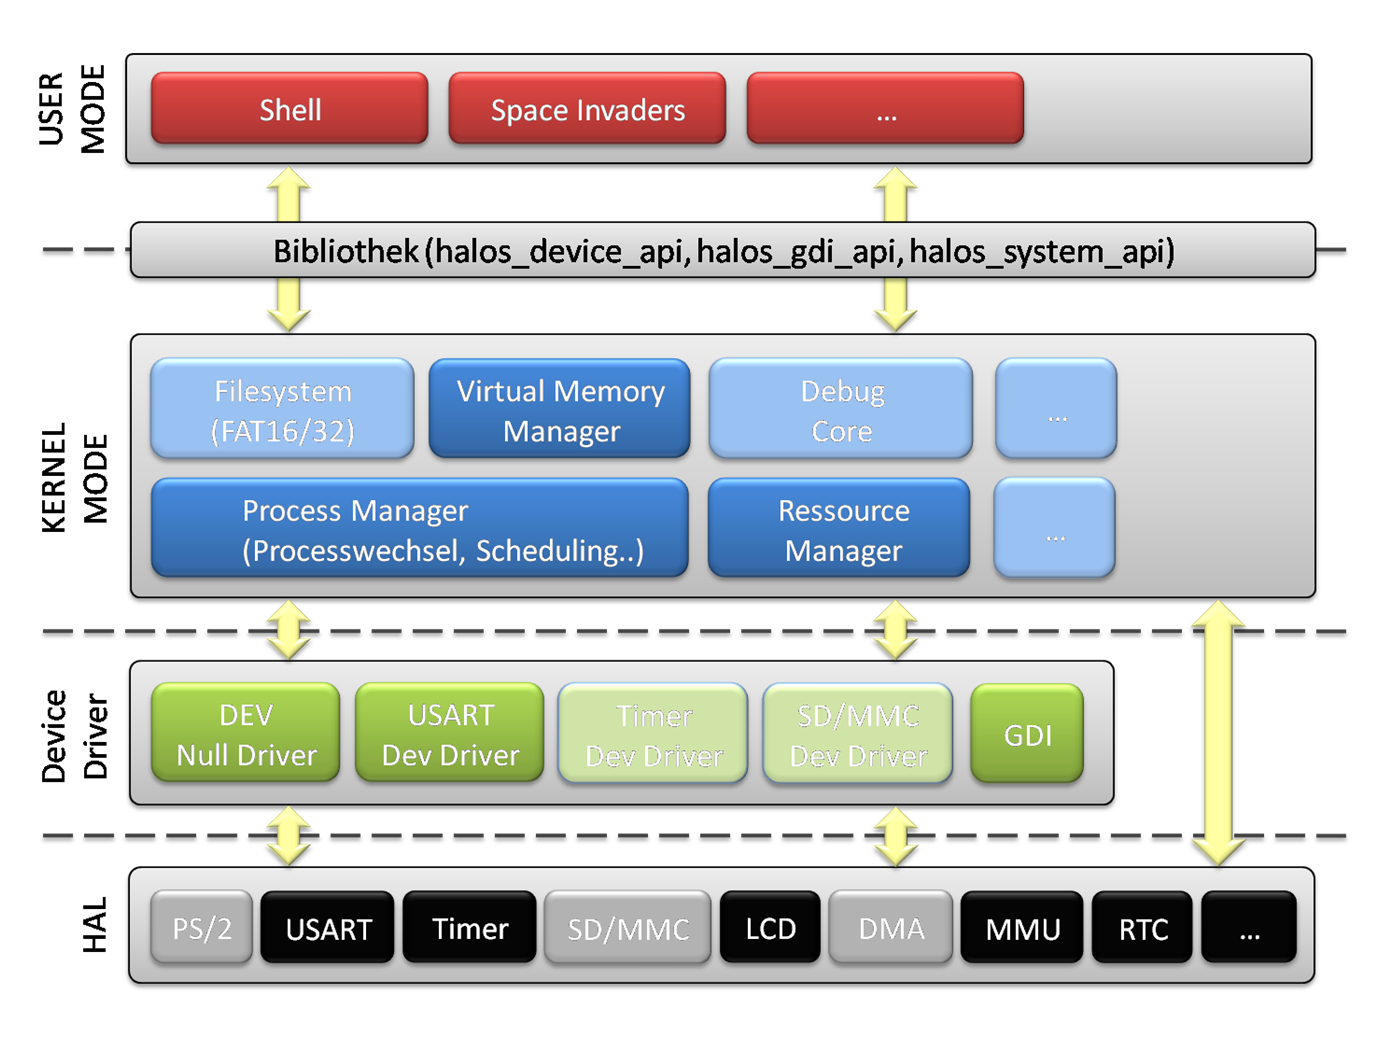 USER
MODE
Shell
Space Invaders
...
Bibliothek (halos_device_api, halos_gdi_api, halos_system_api)
KERNEL
MODE
Filesystem
(FAT16/32)
Virtual Memory
Manager
Debug
Core
...
Process Manager
(Processwechsel, Scheduling..)
Ressource
Manager
...
Device
Driver
DEV
Null Driver
USART
Dev Driver
Timer
Dev Driver
SD/MMC
Dev Driver
GDI
HAL
PS/2
USART
Timer
SD/MMC
LCD
DMA
MMU
RTC
...